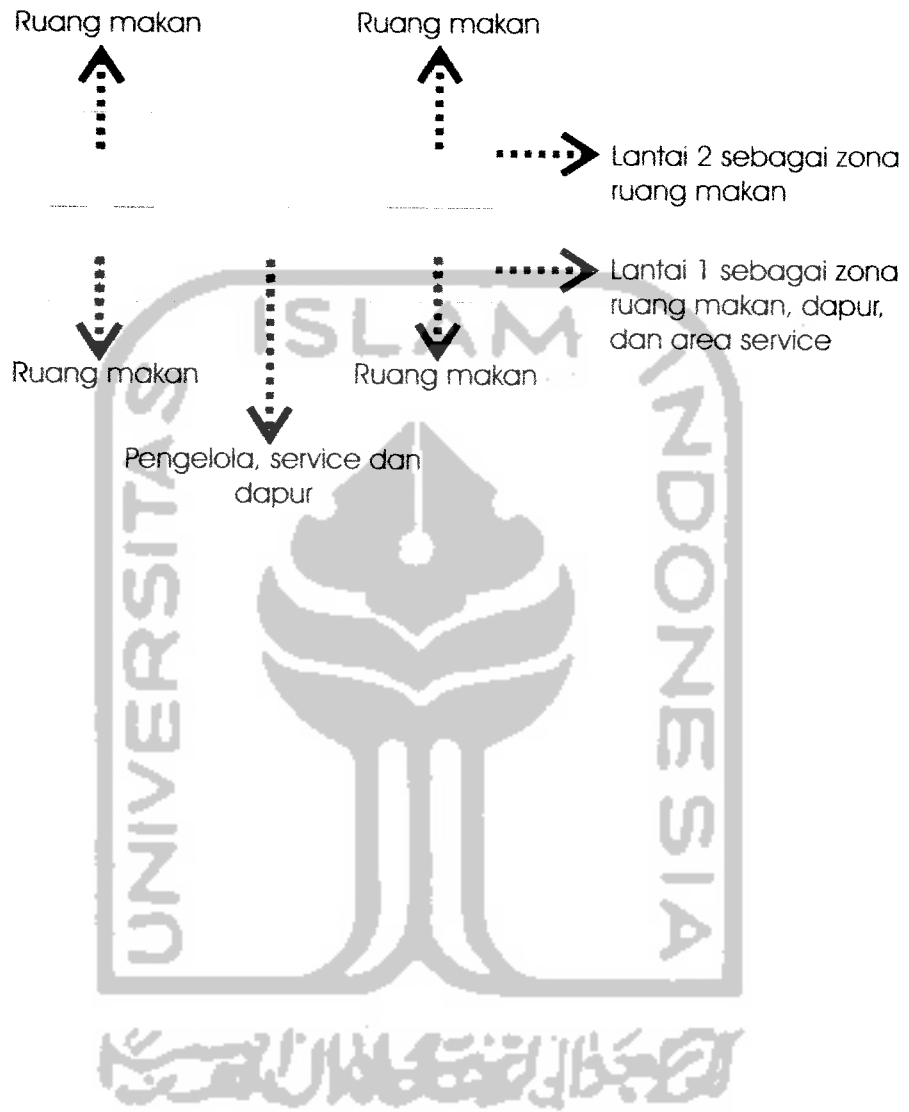 Ruang makan
Ruang makan
Lantai 2 sebagai zona
ruang makan
Lantai 1 sebagai zona
ruang makan, dapur,
dan area service
Ruang makan
Ruang makan
Pengelola, service dan
dapur
UNIVERSITAS
ISLAM
INDONESIA